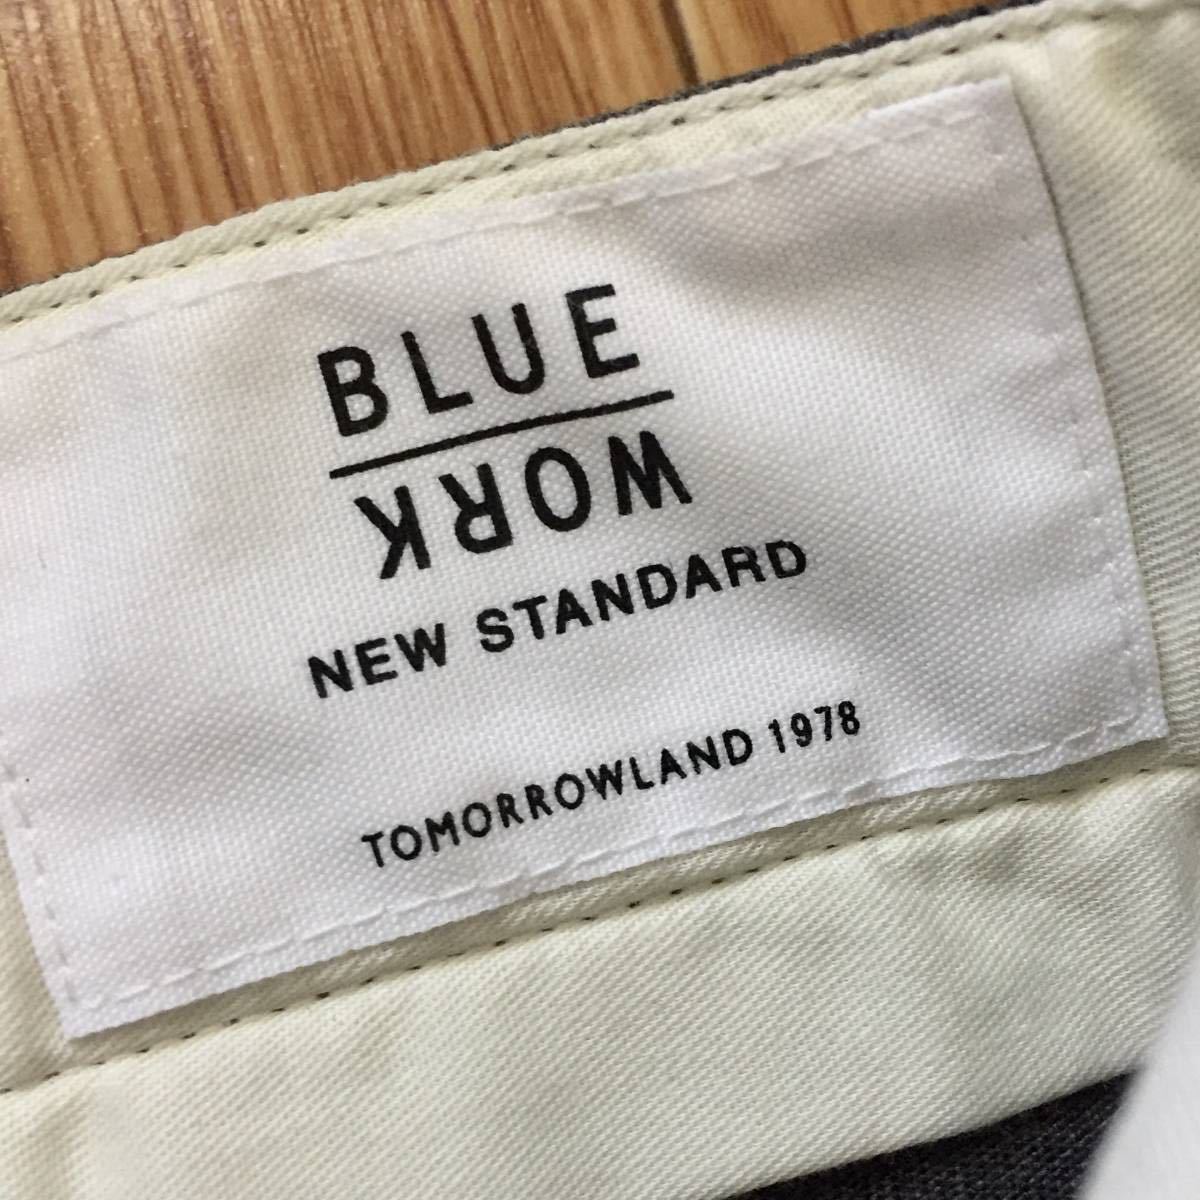 BLUE
WORK
NEW STANDARD
TOMORROWLAND 1978